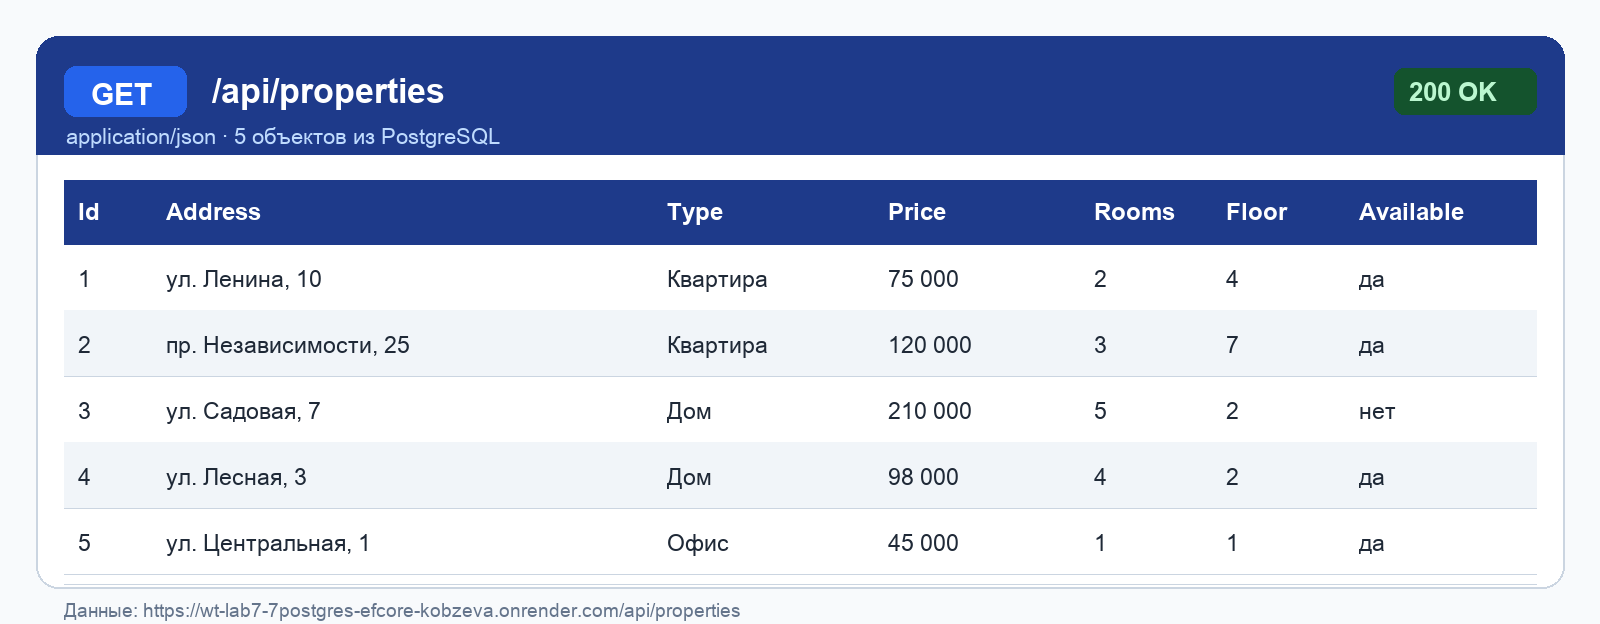 GET /api/properties 200 OK
application/json · 5 объектов из PostgreSQL
Id Address Type Price Rooms Floor Available
1 ул. Ленина, 10 Квартира 75 000 2 4 да
2 пр. Независимости, 25 Квартира 120 000 3 7 да
3 ул. Садовая, 7 Дом 210 000 5 2 нет
4 ул. Лесная, 3 Дом 98 000 4 2 да
5 ул. Центральная, 1 Офис 45 000 1 1 да
Данные: https://wt-lab7-7postgres-efcore-kobzeva.onrender.com/api/properties